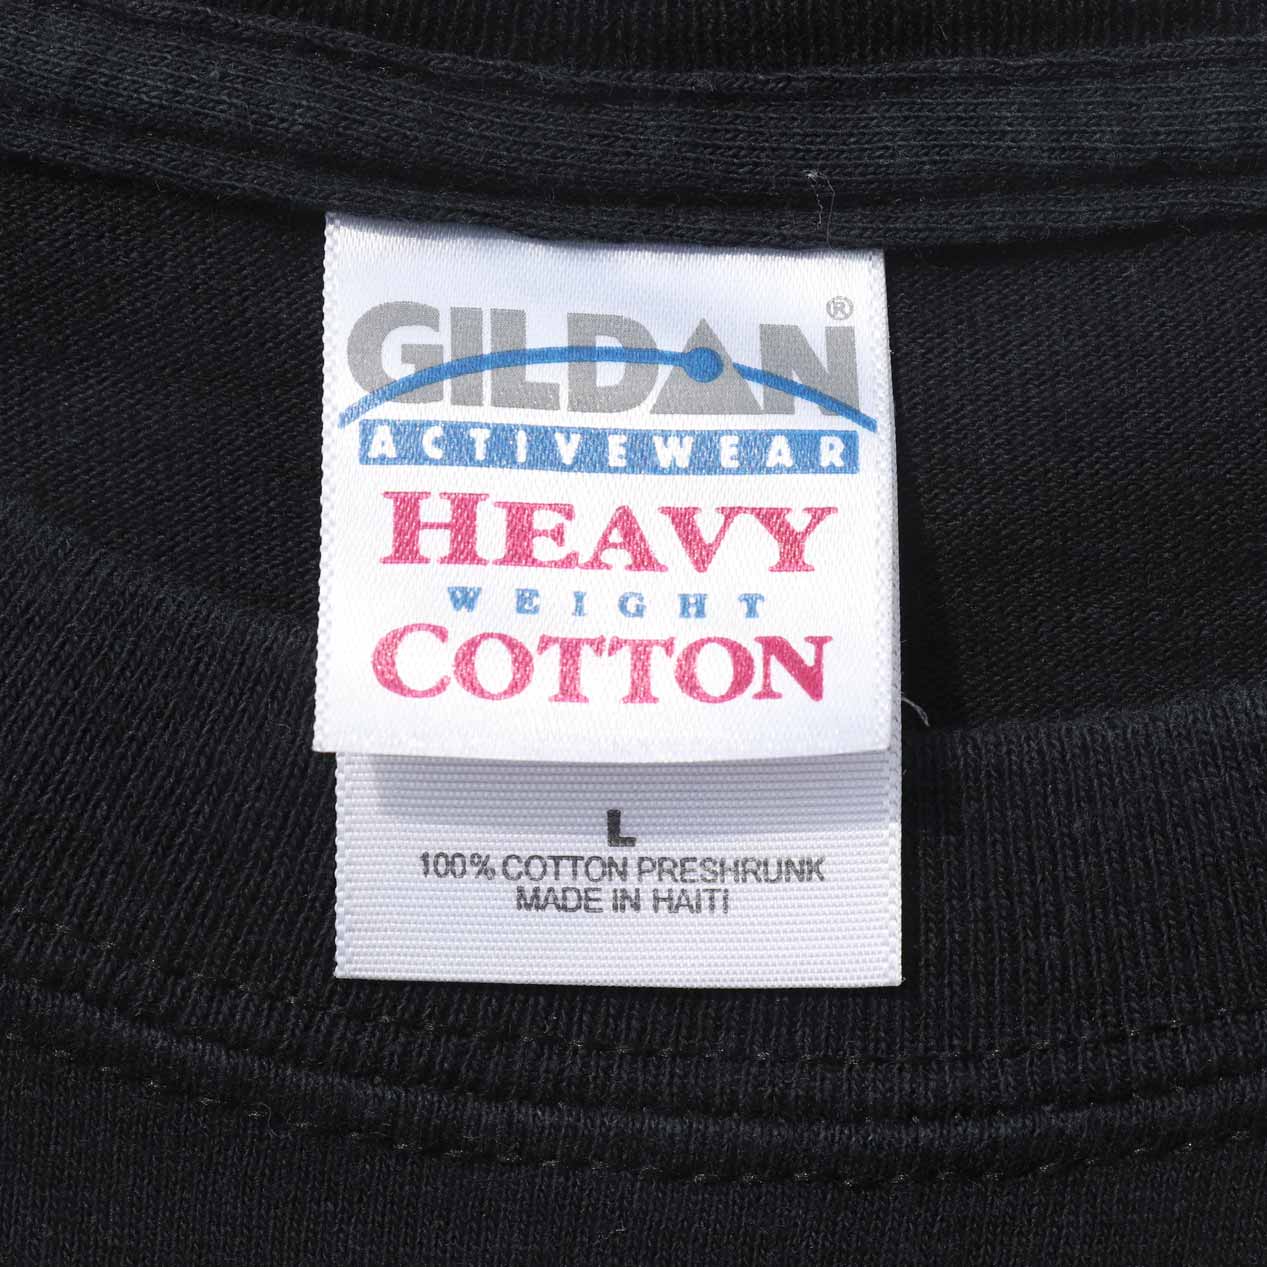 GILDAN®
ACTIVEWEAR
HEAVY
WEIGHT
COTTON
L
100% COTTON PRESHRUNK
MADE IN HAITI